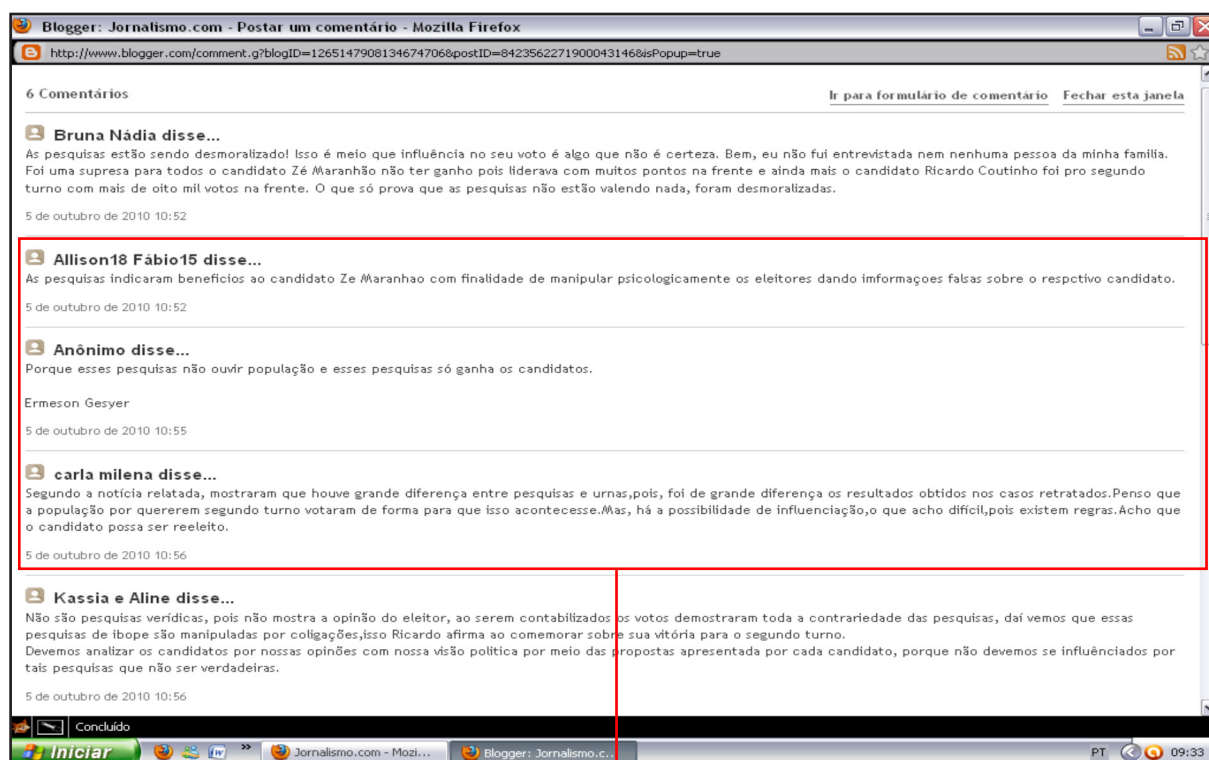 Blogger: Jornalismo.com - Postar um comentário - Mozilla Firefox
http://www.blogger.com/comment.g?blogID=1265147908134674706&postID=8423562271900043146&isPopup=true
6 Comentários
Ir para formulário de comentário Fechar esta janela
Bruna Nádia disse...
As pesquisas estão sendo desmoralizado! Isso é meio que influência no seu voto é algo que não é certeza. Bem, eu não fui entrevistada nem nenhuma pessoa da minha família.
Foi uma supresa para todos o candidato Zé Maranhão não ter ganho pois liderava com muitos pontos na frente e ainda mais o candidato Ricardo Coutinho foi pro segundo
turno com mais de oito mil votos na frente. O que só prova que as pesquisas não estão valendo nada, foram desmoralizadas.
5 de outubro de 2010 10:52
Allison18 Fábio15 disse...
As pesquisas indicaram beneficios ao candidato Ze Maranhao com finalidade de manipular psicologicamente os eleitores dando imformaçoes falsas sobre o respctivo candidato.
5 de outubro de 2010 10:52
Anônimo disse...
Porque esses pesquisas não ouvir população e esses pesquisas só ganha os candidatos.
Ermeson Gesyer
5 de outubro de 2010 10:55
carla milena disse...
Segundo a notícia relatada, mostraram que houve grande diferença entre pesquisas e urnas,pois, foi de grande diferença os resultados obtidos nos casos retratados.Penso que
a população por quererem segundo turno votaram de forma para que isso acontecesse.Mas, há a possibilidade de influenciação,o que acho difícil,pois existem regras.Acho que
o candidato possa ser reeleito.
5 de outubro de 2010 10:56
Kassia e Aline disse...
Não são pesquisas verídicas, pois não mostra a opinão do eleitor, ao serem contabilizados os votos demostraram toda a contrariedade das pesquisas, daí vemos que essas
pesquisas de ibope são manipuladas por coligações,isso Ricardo afirma ao comemorar sobre sua vitória para o segundo turno.
Devemos analizar os candidatos por nossas opinões com nossa visão politica por meio das propostas apresentada por cada candidato, porque não devemos se influênciados por
tais pesquisas que não ser verdadeiras.
5 de outubro de 2010 10:56
Concluído
Iniciar » Jornalismo.com - Mozi... Blogger: Jornalismo.c... PT 09:33